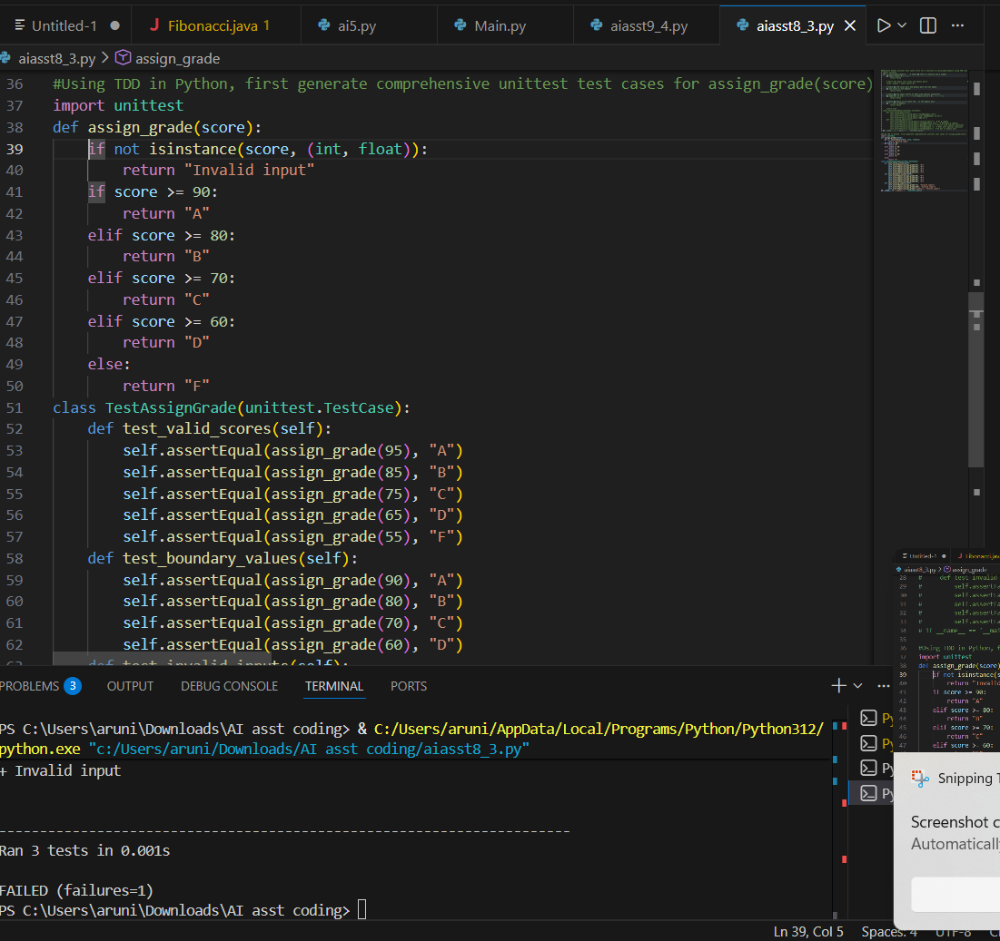 Untitled-1
Fibonacci.java 1
ai5.py
Main.py
aiasst9_4.py
aiasst8_3.py
aiasst8_3.py > assign_grade
36 #Using TDD in Python, first generate comprehensive unittest test cases for assign_grade(score)
37 import unittest
38 def assign_grade(score):
39 if not isinstance(score, (int, float)):
40 return "Invalid input"
41 if score >= 90:
42 return "A"
43 elif score >= 80:
44 return "B"
45 elif score >= 70:
46 return "C"
47 elif score >= 60:
48 return "D"
49 else:
50 return "F"
51 class TestAssignGrade(unittest.TestCase):
52 def test_valid_scores(self):
53 self.assertEqual(assign_grade(95), "A")
54 self.assertEqual(assign_grade(85), "B")
55 self.assertEqual(assign_grade(75), "C")
56 self.assertEqual(assign_grade(65), "D")
57 self.assertEqual(assign_grade(55), "F")
58 def test_boundary_values(self):
59 self.assertEqual(assign_grade(90), "A")
60 self.assertEqual(assign_grade(80), "B")
61 self.assertEqual(assign_grade(70), "C")
62 self.assertEqual(assign_grade(60), "D")
def test_invalid_inputs(self):
PROBLEMS 3
OUTPUT
DEBUG CONSOLE
TERMINAL
PORTS
PS C:\Users\aruni\Downloads\AI asst coding> & C:/Users/aruni/AppData/Local/Programs/Python/Python312/
python.exe "c:/Users/aruni/Downloads/AI asst coding/aiasst8_3.py"
+ Invalid input
----------------------------------------------------------------------
Ran 3 tests in 0.001s
FAILED (failures=1)
PS C:\Users\aruni\Downloads\AI asst coding>
Snipping
Screenshot
Ln 39, Col 5
Spaces: 4
UTF-8